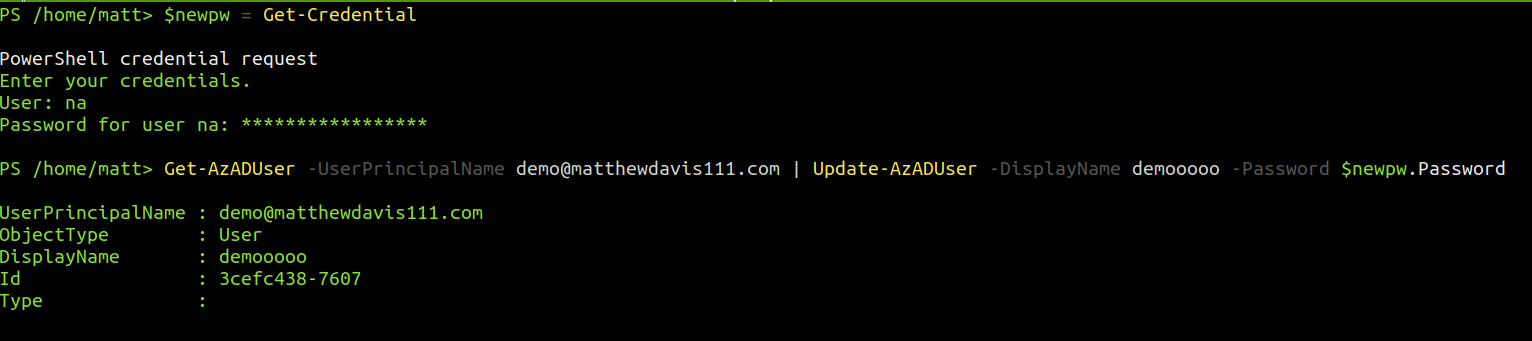 PS /home/matt> $newpw = Get-Credential
PowerShell credential request
Enter your credentials.
User: na
Password for user na: *****************
PS /home/matt> Get-AzADUser -UserPrincipalName demo@matthewdavis111.com | Update-AzADUser -DisplayName demooooo -Password $newpw.Password
UserPrincipalName : demo@matthewdavis111.com
ObjectType        : User
DisplayName       : demooooo
Id                : 3cefc438-7607
Type              :